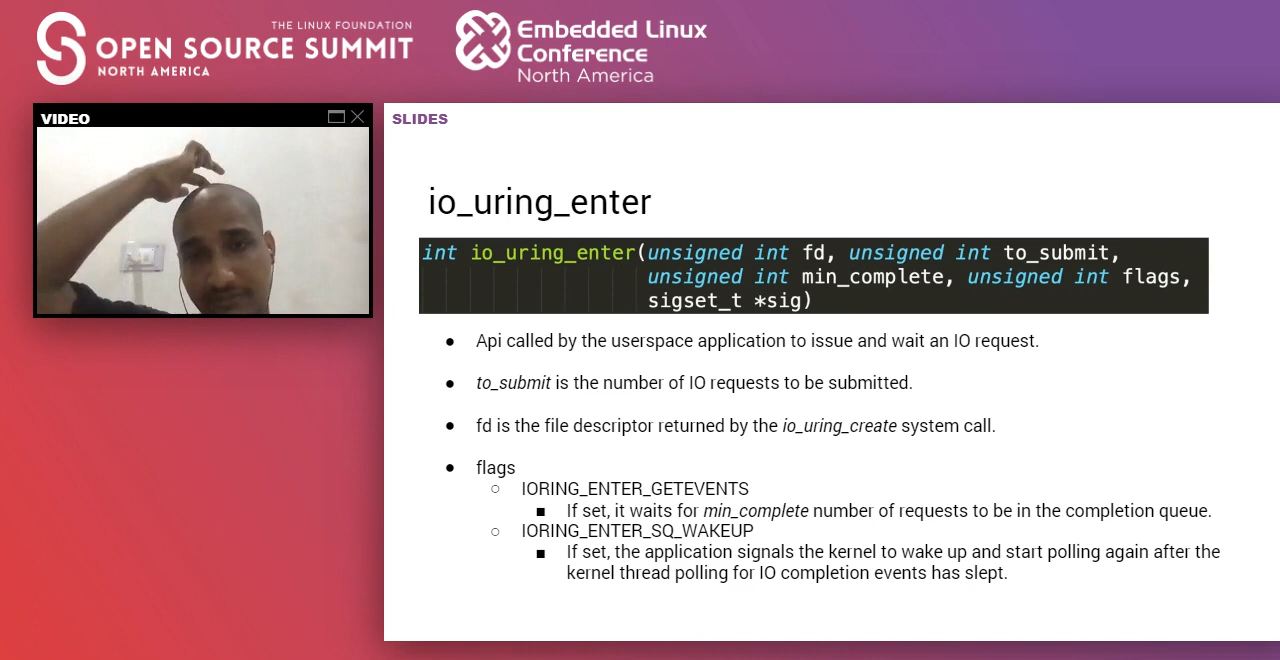 THE LINUX FOUNDATION
OPEN SOURCE SUMMIT
NORTH AMERICA
Embedded Linux
Conference
North America
VIDEO
SLIDES
io_uring_enter
int io_uring_enter(unsigned int fd, unsigned int to_submit,
unsigned int min_complete, unsigned int flags,
sigset_t *sig)
● Api called by the userspace application to issue and wait an IO request.
● to_submit is the number of IO requests to be submitted.
● fd is the file descriptor returned by the io_uring_create system call.
● flags
○ IORING_ENTER_GETEVENTS
■ If set, it waits for min_complete number of requests to be in the completion queue.
○ IORING_ENTER_SQ_WAKEUP
■ If set, the application signals the kernel to wake up and start polling again after the
kernel thread polling for IO completion events has slept.